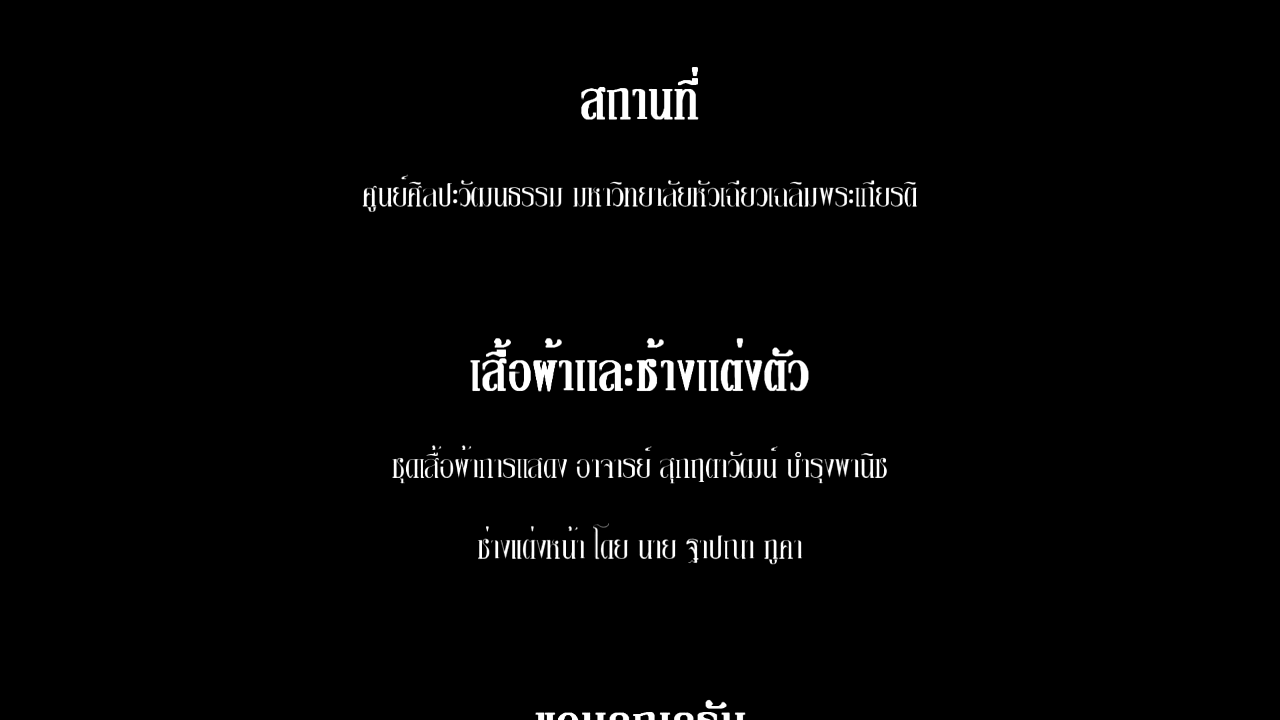 สถานที่
ศูนย์ศิลปะวัฒนธรรม มหาวิทยาลัยหัวเฉียวเฉลิมพระเกียรติ
เสื้อผ้าและช้างแต่งตัว
ชุดเสื้อผ้าการแสดง อาจารย์ สุกฤตาวัฒน์ บำรุงพานิช
ช่างแต่งหน้า โดย นาย ฐาปณา ภูคา